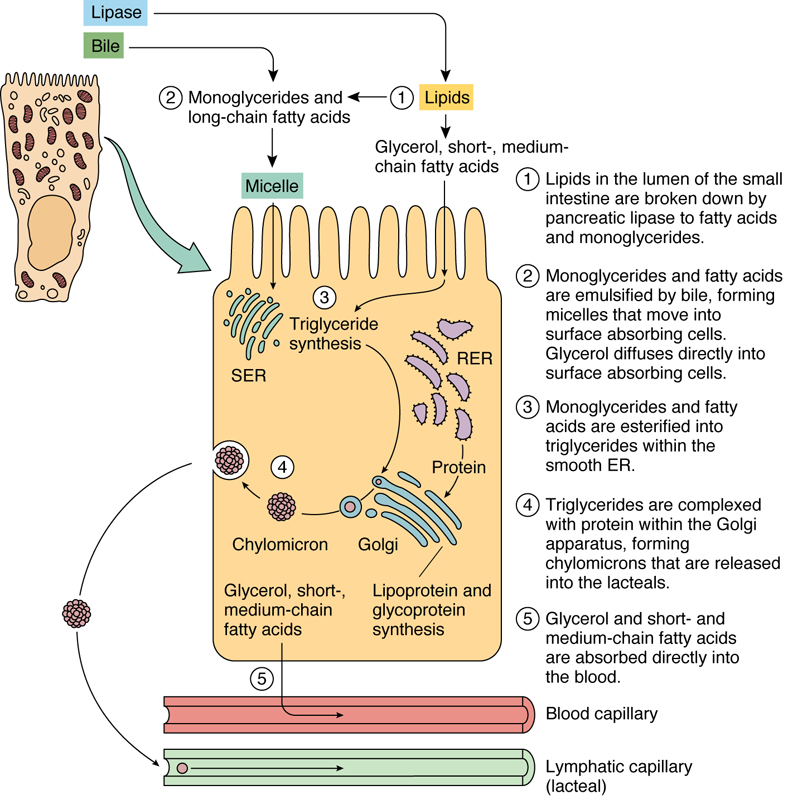 Lipase
Bile
2 Monoglycerides and
long-chain fatty acids
1 Lipids
Glycerol, short-, medium-
chain fatty acids
Micelle
3
Triglyceride
synthesis
SER
RER
Protein
4
Chylomicron
Golgi
Glycerol, short-,
medium-chain
fatty acids
Lipoprotein and
glycoprotein
synthesis
5
Blood capillary
Lymphatic capillary
(lacteal)
1 Lipids in the lumen of the small
intestine are broken down by
pancreatic lipase to fatty acids
and monoglycerides.
2 Monoglycerides and fatty acids
are emulsified by bile, forming
micelles that move into
surface absorbing cells.
Glycerol diffuses directly into
surface absorbing cells.
3 Monoglycerides and fatty
acids are esterified into
triglycerides within the
smooth ER.
4 Triglycerides are complexed
with protein within the Golgi
apparatus, forming
chylomicrons that are released
into the lacteals.
5 Glycerol and short- and
medium-chain fatty acids
are absorbed directly into
the blood.